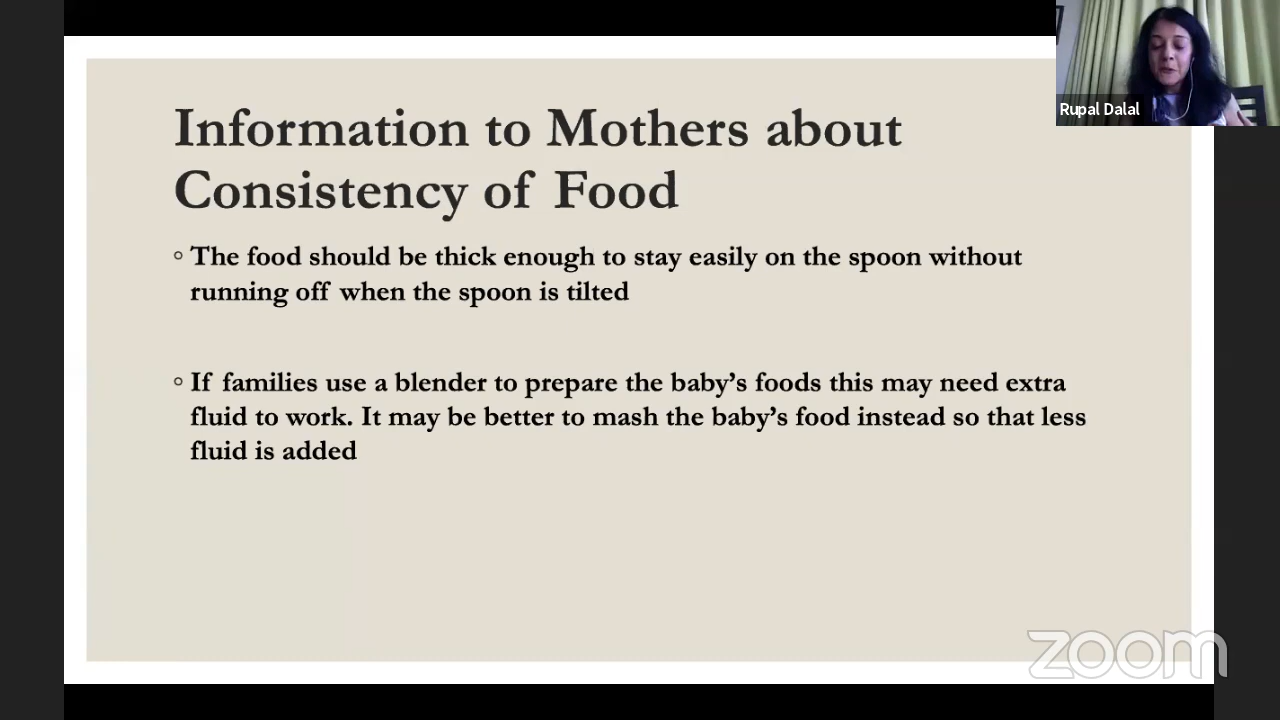 Information to Mothers about
Consistency of Food
◦ The food should be thick enough to stay easily on the spoon without
running off when the spoon is tilted
◦ If families use a blender to prepare the baby’s foods this may need extra
fluid to work. It may be better to mash the baby’s food instead so that less
fluid is added
Rupal Dalal
zoom